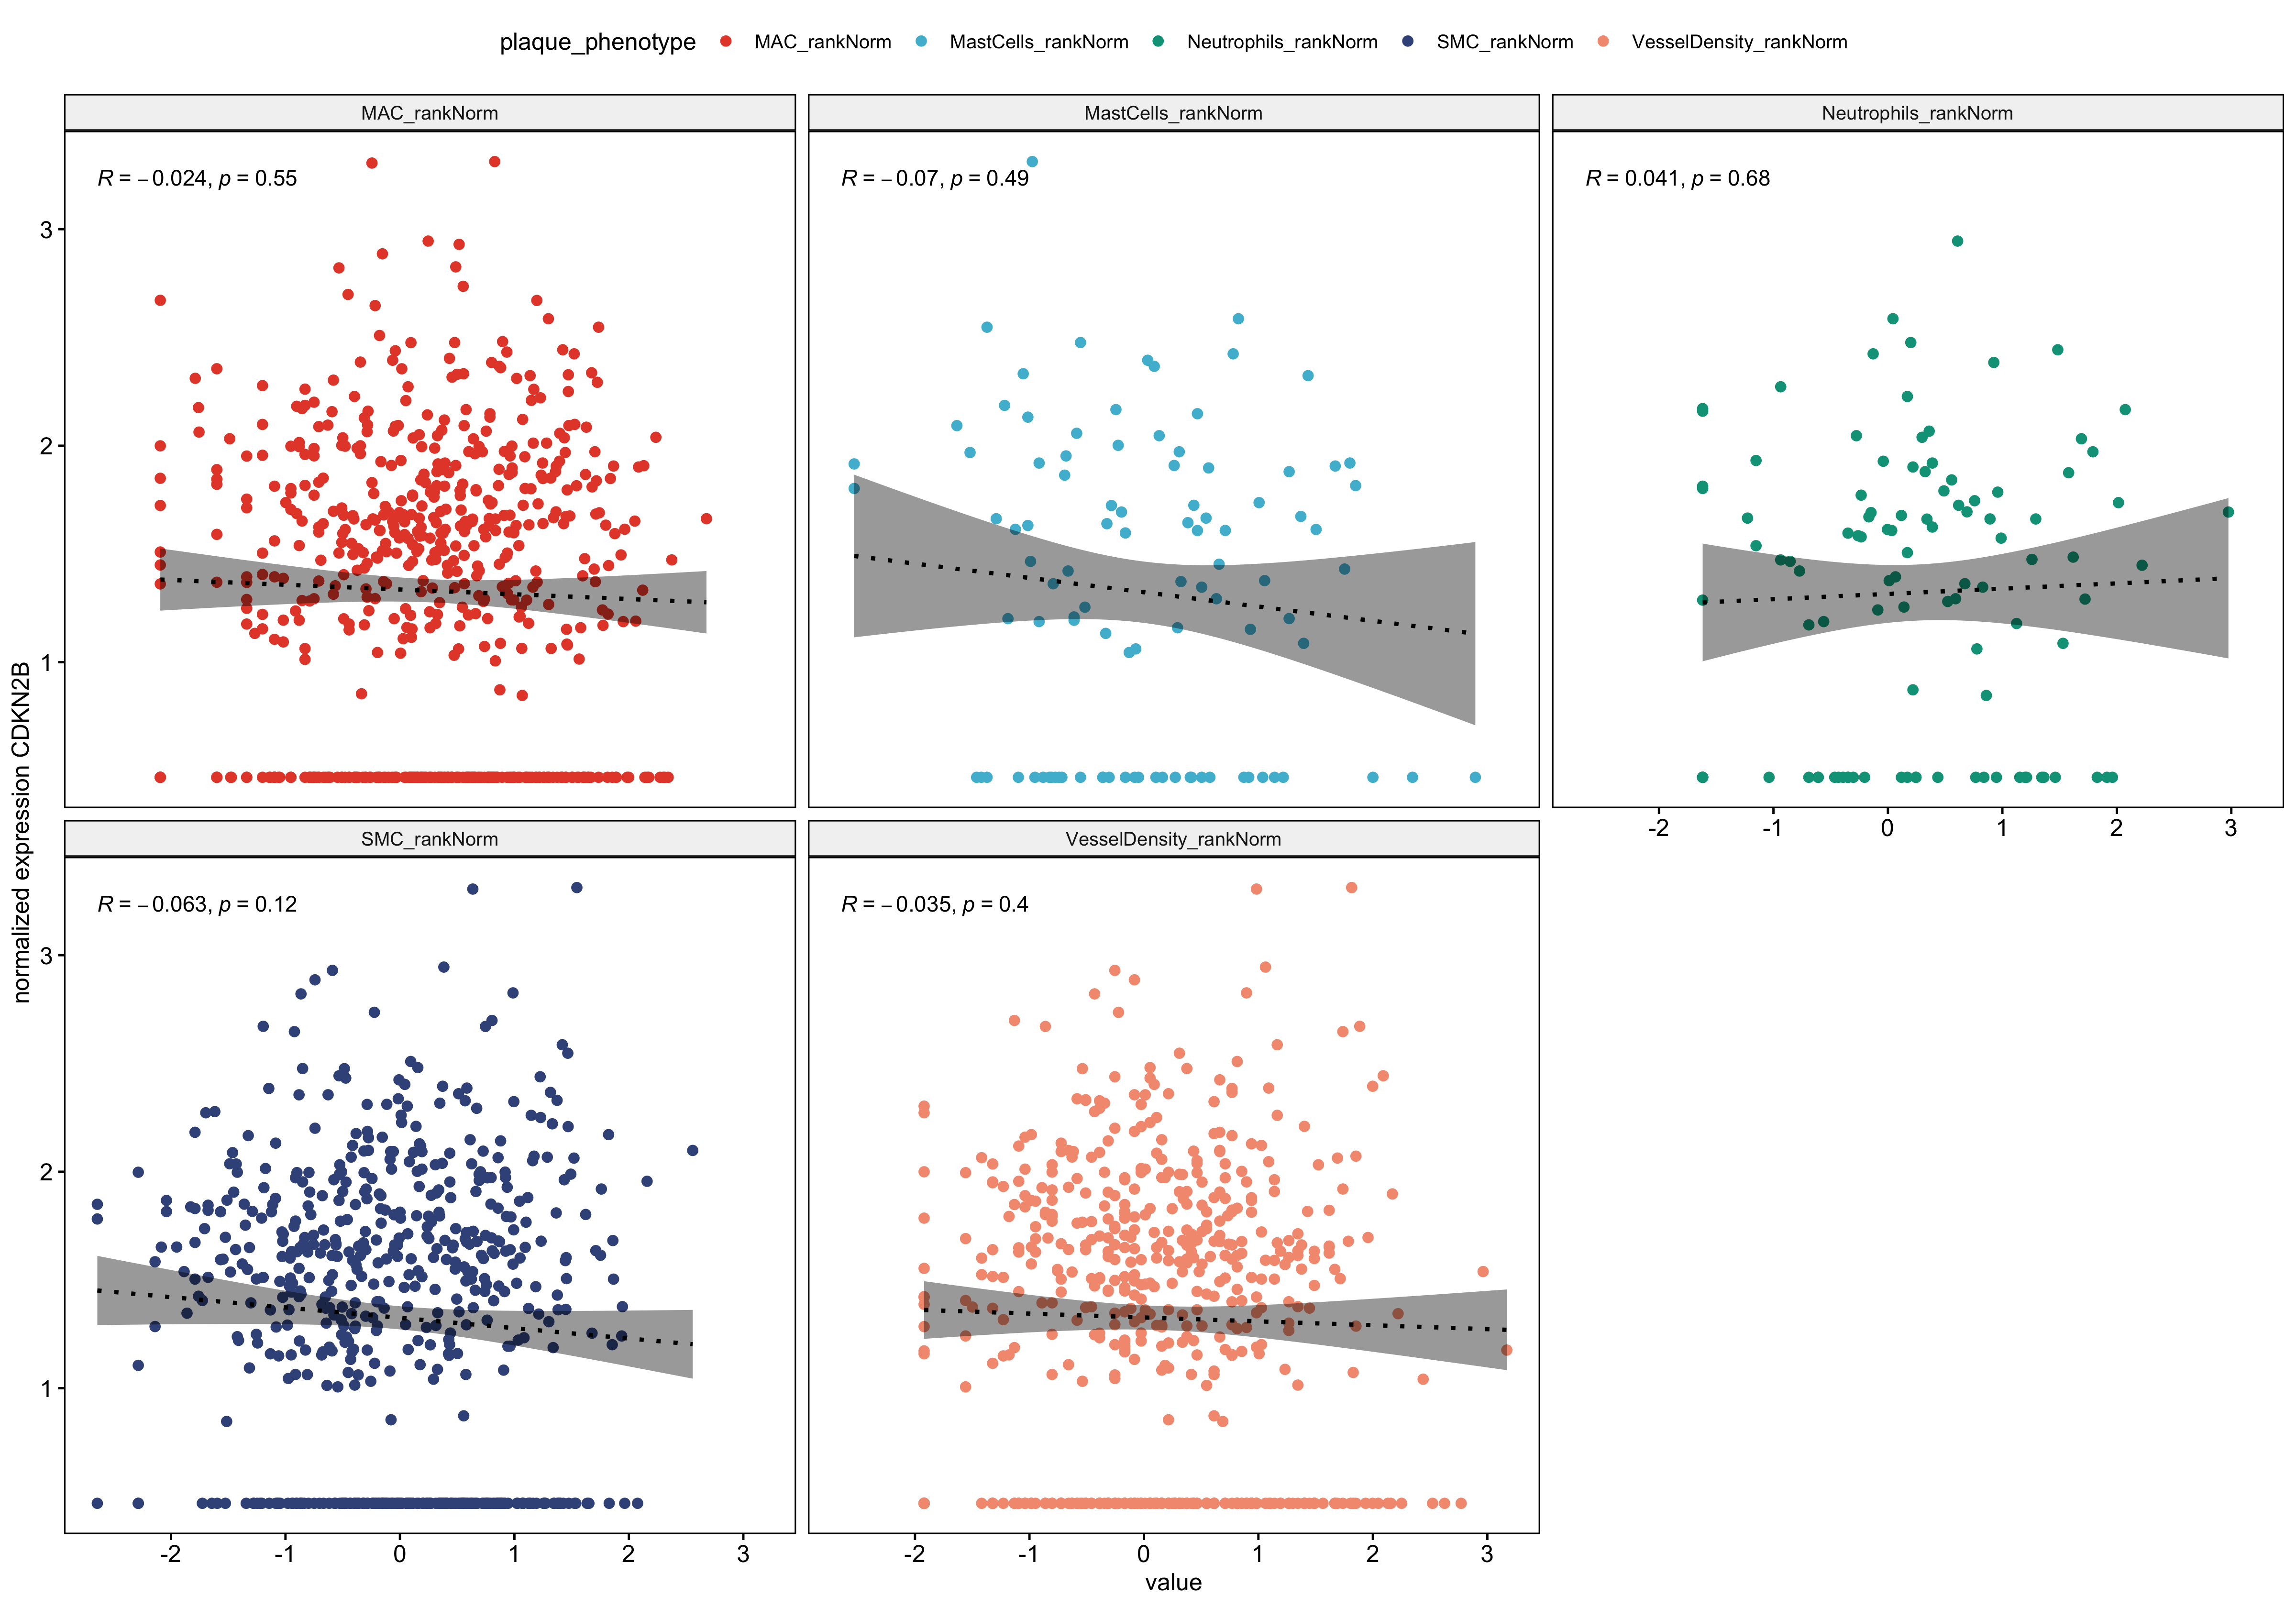 plaque_phenotype MAC_rankNorm MastCells_rankNorm Neutrophils_rankNorm SMC_rankNorm VesselDensity_rankNorm
MAC_rankNorm
MastCells_rankNorm
Neutrophils_rankNorm
R = −0.024, p = 0.55
R = −0.07, p = 0.49
R = 0.041, p = 0.68
3
2
1
-2 -1 0 1 2 3
normalized expression CDKN2B
SMC_rankNorm
VesselDensity_rankNorm
R = −0.063, p = 0.12
R = −0.035, p = 0.4
3
2
1
-2 -1 0 1 2 3
-2 -1 0 1 2 3
value